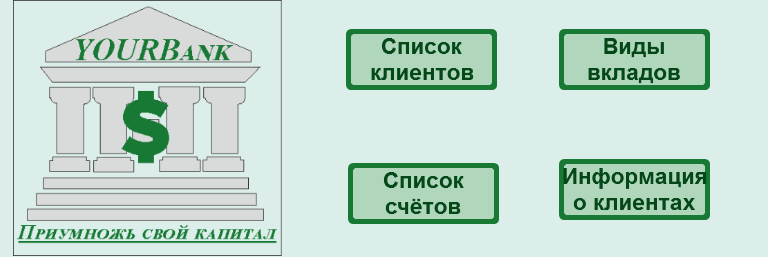 YOURBANK
$
ПРИУМНОЖЬ СВОЙ КАПИТАЛ
Список
клиентов
Виды
вкладов
Список
счётов
Информация
о клиентах